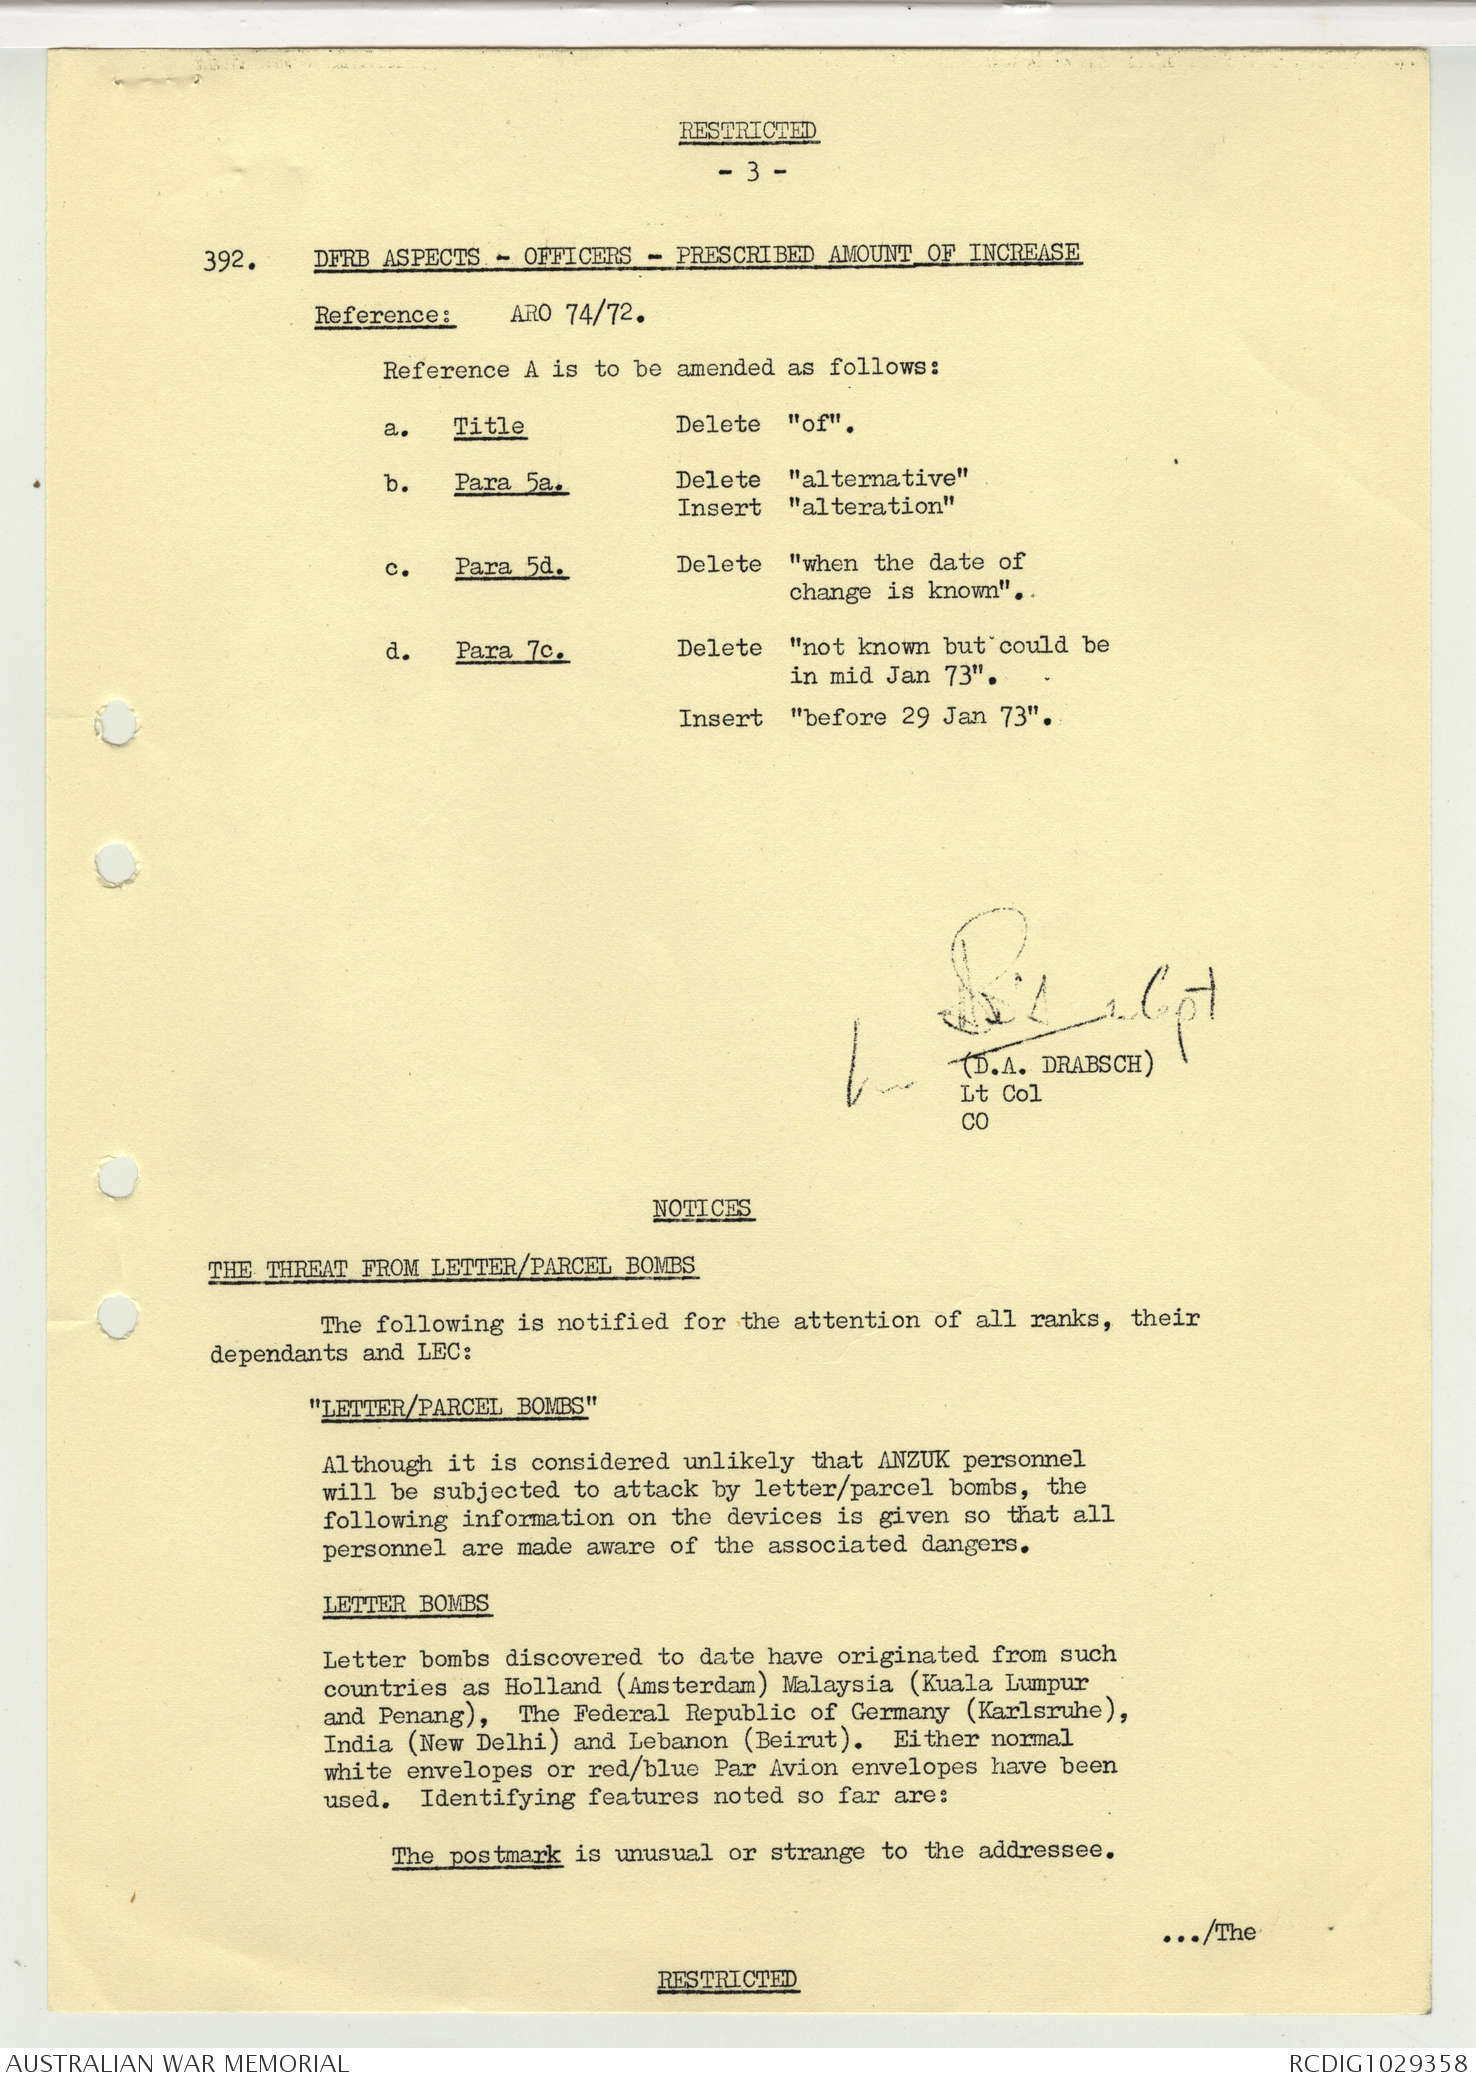 RESTRICTED
- 3 -
392. DFRB ASPECTS - OFFICERS - PRESCRIBED AMOUNT OF INCREASE
Reference: ARO 74/72.
Reference A is to be amended as follows:
a. Title Delete "of".
b. Para 5a. Delete "alternative"
Insert "alteration"
c. Para 5d. Delete "when the date of
change is known".
d. Para 7c. Delete "not known but could be
in mid Jan 73".
Insert "before 29 Jan 73".
Capt
(D.A. DRABSCH)
Lt Col
CO
NOTICES
THE THREAT FROM LETTER/PARCEL BOMBS
The following is notified for the attention of all ranks, their
dependants and LEC:
"LETTER/PARCEL BOMBS"
Although it is considered unlikely that ANZUK personnel
will be subjected to attack by letter/parcel bombs, the
following information on the devices is given so that all
personnel are made aware of the associated dangers.
LETTER BOMBS
Letter bombs discovered to date have originated from such
countries as Holland (Amsterdam) Malaysia (Kuala Lumpur
and Penang), The Federal Republic of Germany (Karlsruhe),
India (New Delhi) and Lebanon (Beirut). Either normal
white envelopes or red/blue Par Avion envelopes have been
used. Identifying features noted so far are:
The postmark is unusual or strange to the addressee.
.../The
RESTRICTED
AUSTRALIAN WAR MEMORIAL RCDIG1029358